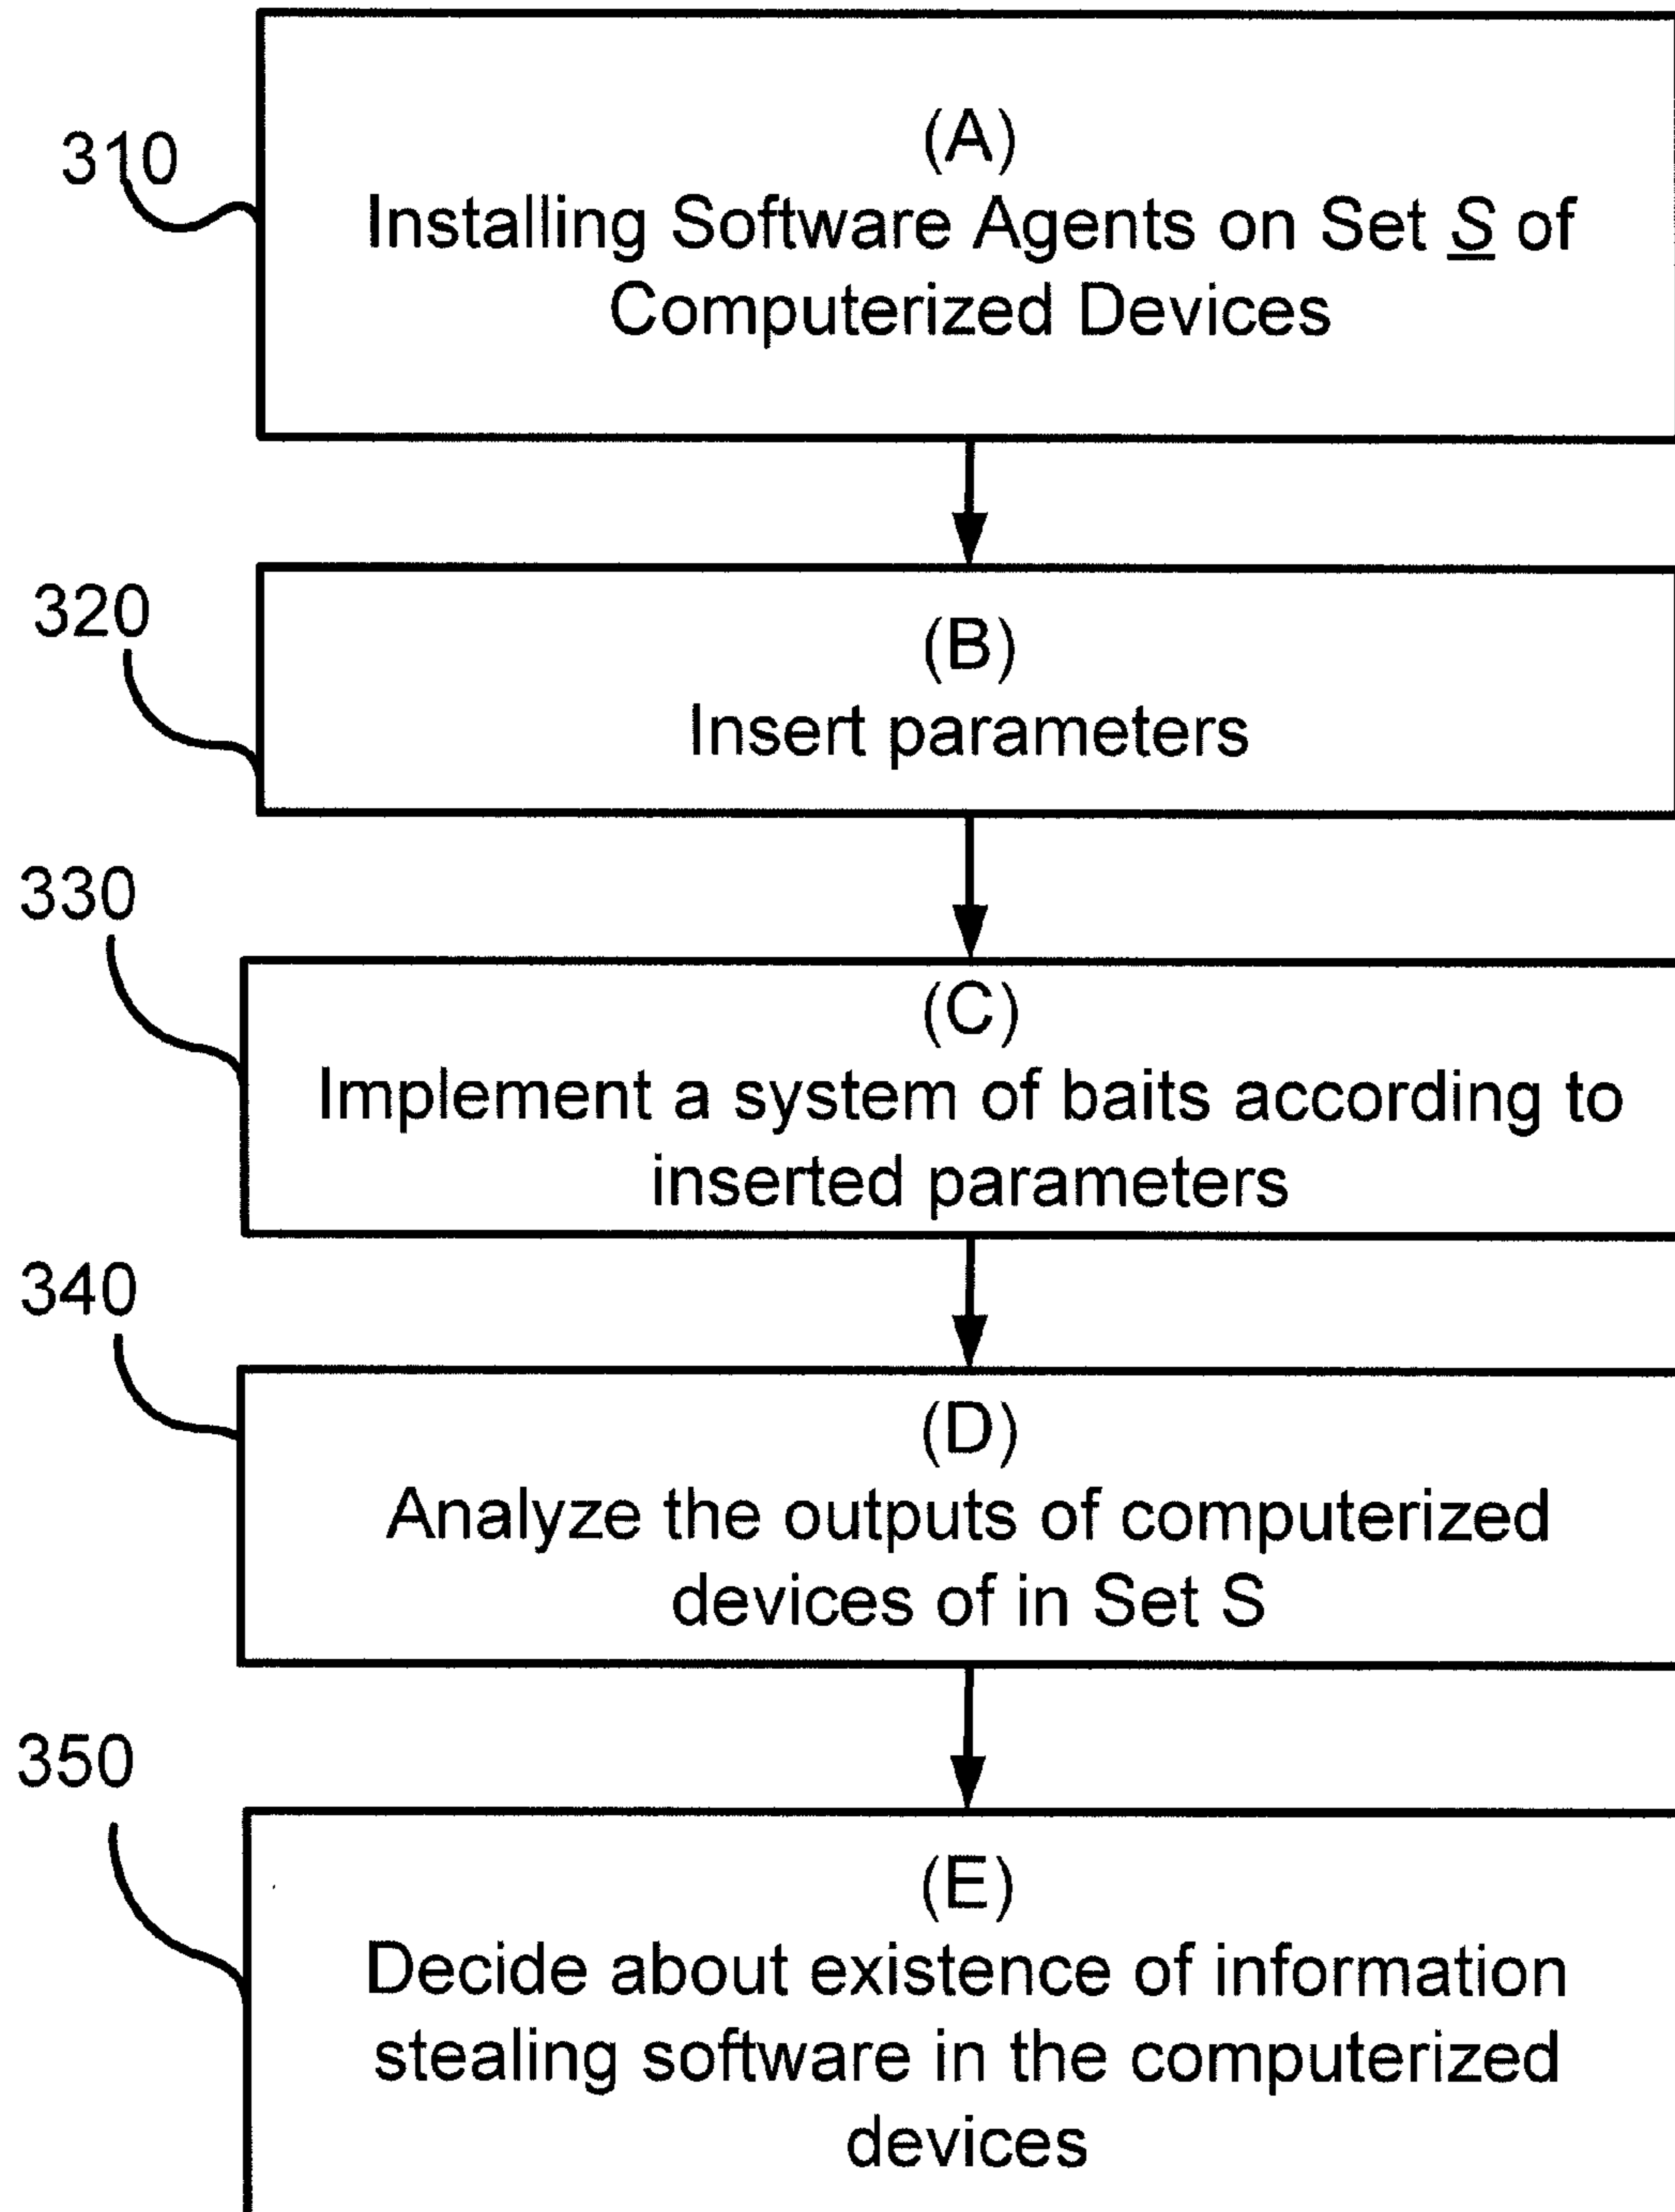 310
(A)
Installing Software Agents on Set S of
Computerized Devices
320
(B)
Insert parameters
330
(C)
Implement a system of baits according to
inserted parameters
340
(D)
Analyze the outputs of computerized
devices of in Set S
350
(E)
Decide about existence of information
stealing software in the computerized
devices